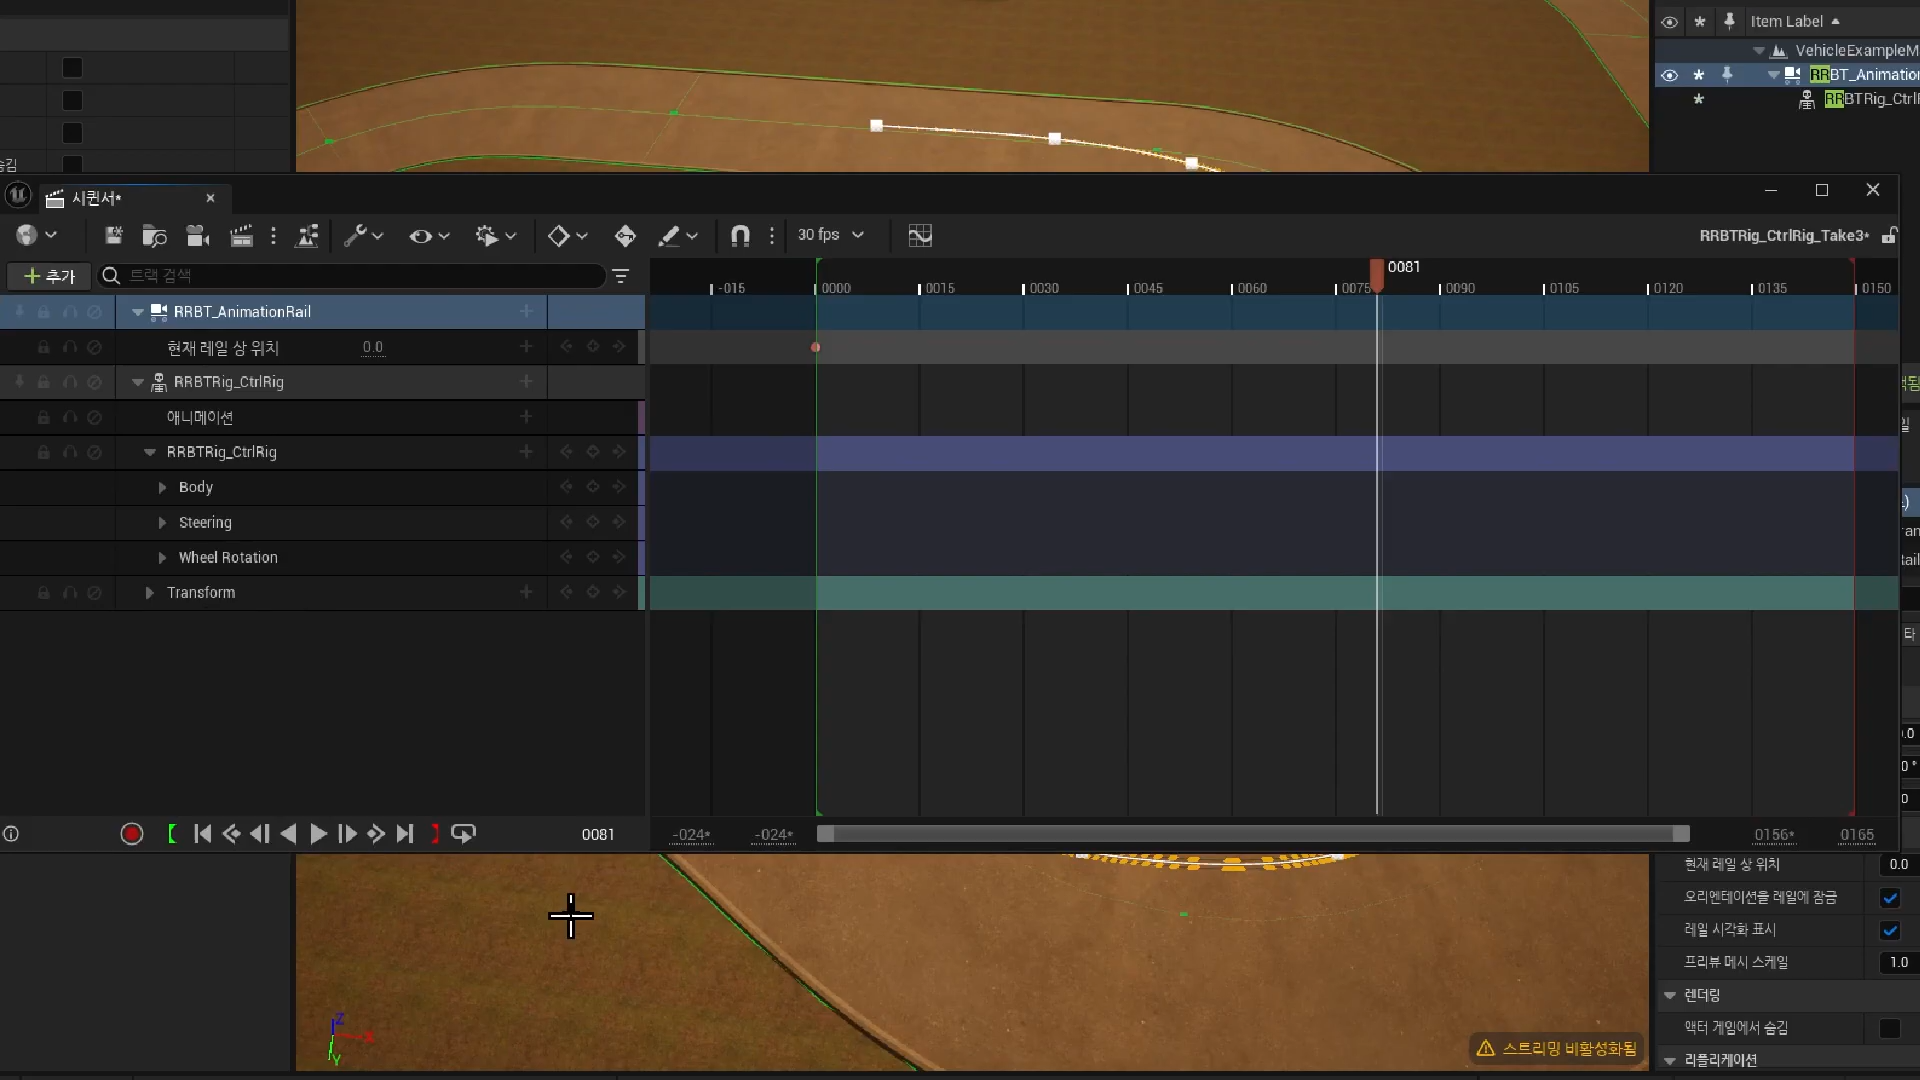 숨김
Item Label
VehicleExampleM
RRBT_Animation
RRBTRig_CtrlR
시퀀서*
30 fps
RRBTRig_CtrlRig_Take3*
추가
트랙 검색
0081
-015
0000
0015
0030
0045
0060
0075
0090
0105
0120
0135
0150
RRBT_AnimationRail
현재 레일 상 위치
0.0
RRBTRig_CtrlRig
애니메이션
RRBTRig_CtrlRig
Body
Steering
Wheel Rotation
Transform
0081
-024*
-024*
0156*
0165
현재 레일 상 위치
0.0
오리엔테이션을 레일에 잠금
레일 시각화 표시
프리뷰 메시 스케일
1.0
렌더링
액터 게임에서 숨김
리플리케이션
스트리밍 비활성화됨
Z
X
Y